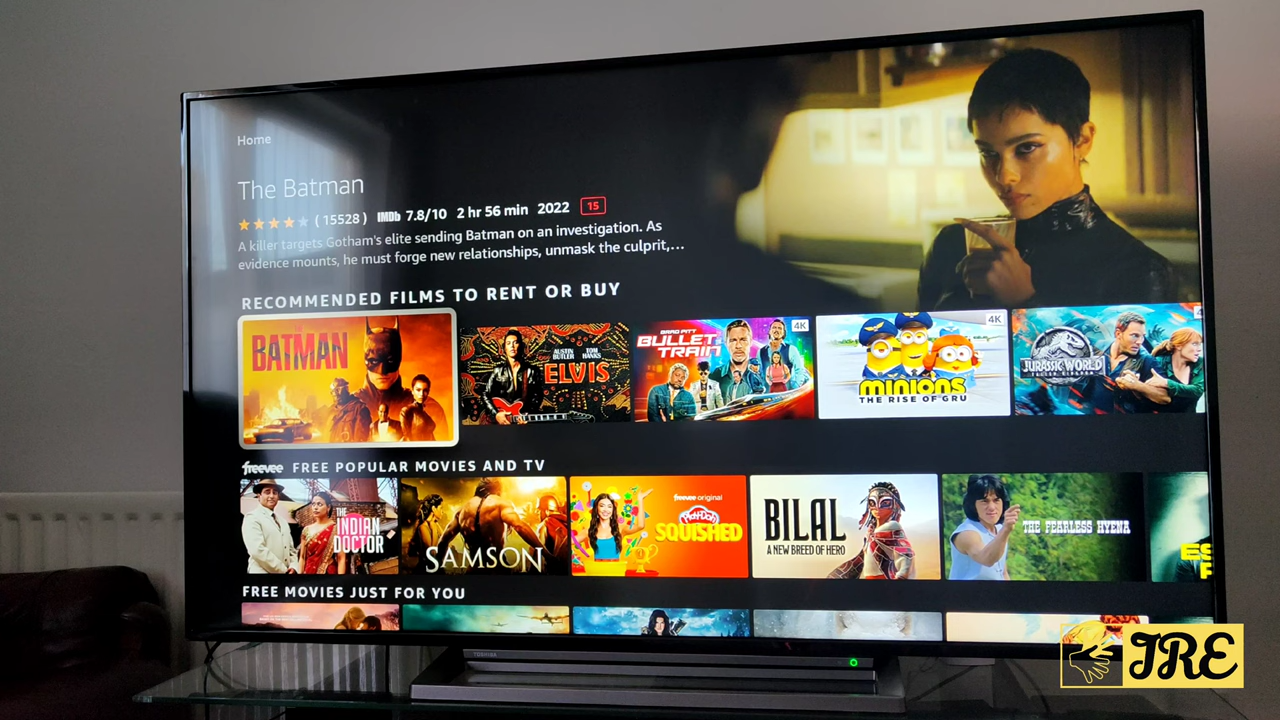 Home
The Batman
( 15528 ) IMDb 7.8/10 2 hr 56 min 2022 15
A killer targets Gotham's elite sending Batman on an investigation. As
evidence mounts, he must forge new relationships, unmask the culprit,...
RECOMMENDED FILMS TO RENT OR BUY
BATMAN
AUSTIN BUTLER TOM HANKS
ELVIS
BRAD PITT
BULLET TRAIN
4K
4K
MINIONS
THE RISE OF GRU
JURASSIC WORLD
freevee FREE POPULAR MOVIES AND TV
THE
INDIAN
DOCTOR
SAMSON
freevee original
Play-Doh
SQUISHED
BILAL
A NEW BREED OF HERO
THE FEARLESS HYENA
FREE MOVIES JUST FOR YOU
TOSHIBA
JRE